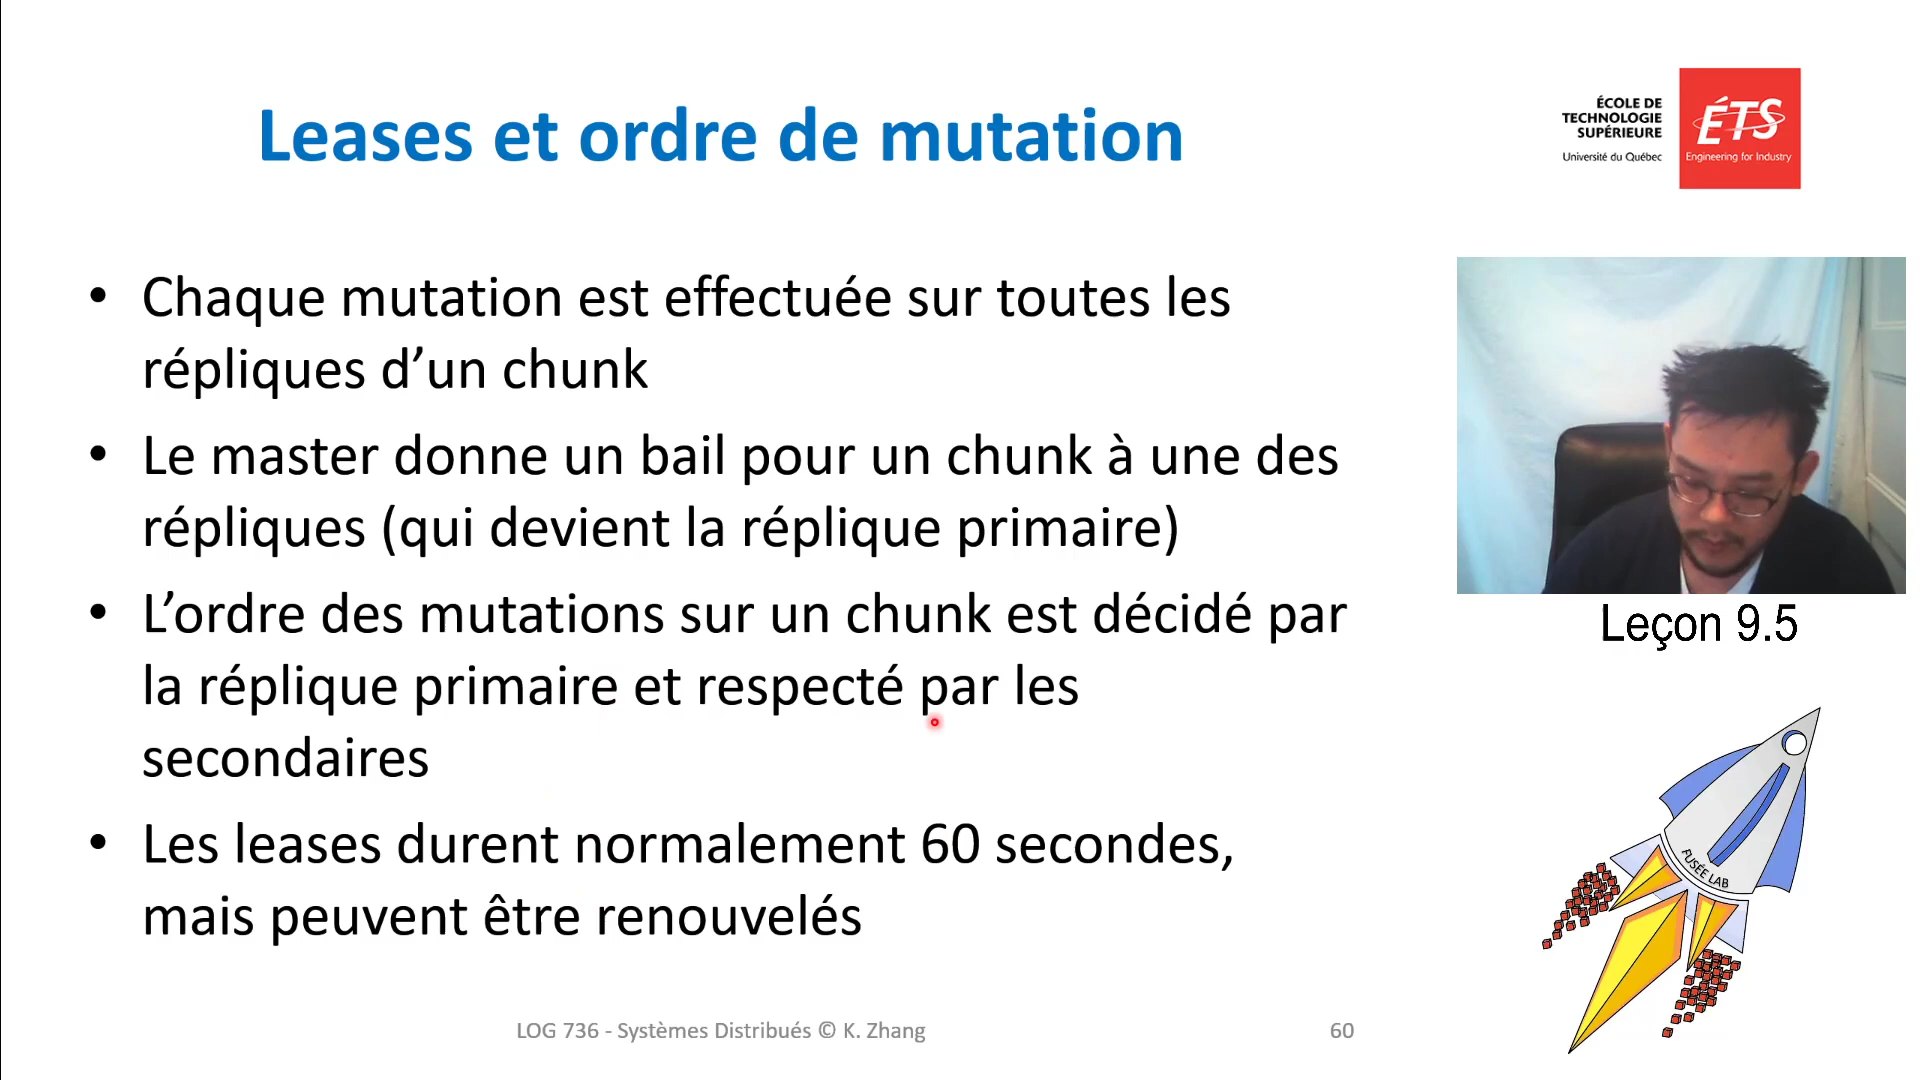 Leases et ordre de mutation
ÉCOLE DE
TECHNOLOGIE
SUPÉRIEURE
Université du Québec
ÉTS
Engineering for Industry
• Chaque mutation est effectuée sur toutes les
répliques d’un chunk
• Le master donne un bail pour un chunk à une des
répliques (qui devient la réplique primaire)
• L’ordre des mutations sur un chunk est décidé par
la réplique primaire et respecté par les
secondaires
• Les leases durent normalement 60 secondes,
mais peuvent être renouvelés
Leçon 9.5
FUSÉE LAB
LOG 736 - Systèmes Distribués © K. Zhang
60